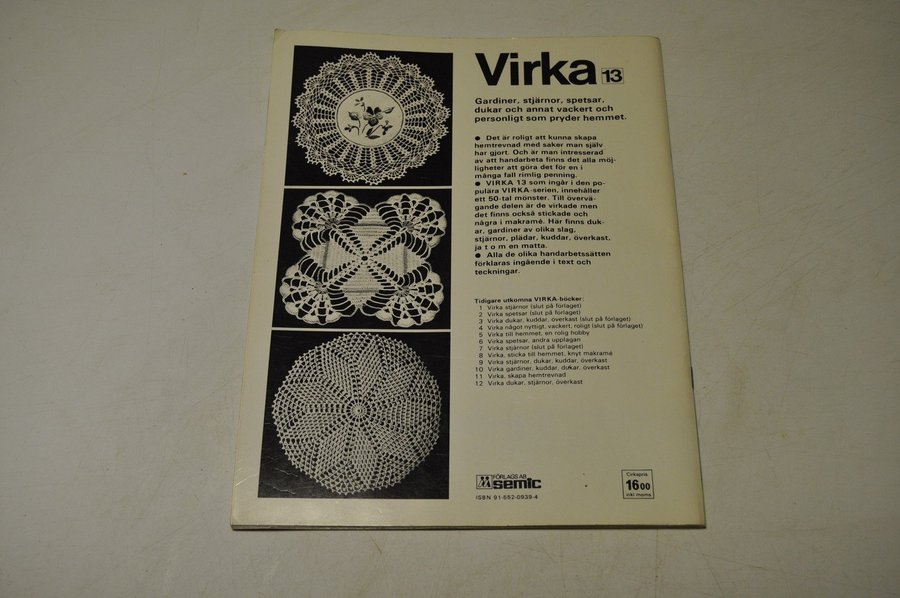 Virka 13
Gardiner, stjärnor, spetsar,
dukar och annat vackert och
personligt som pryder hemmet.
● Det är roligt att kunna skapa
hemtrevnad med saker man själv
har gjort. Och är man intresserad
av att handarbeta finns det alla möj-
ligheter att göra det för en i
många fall rimlig penning.
● VIRKA 13 som ingår i den po-
pulära VIRKA-serien, innehåller
ett 50-tal mönster. Till övervä-
gande delen är de virkade men
det finns också stickade och
några i makramé. Här finns duk-
ar, gardiner av olika slag,
stjärnor, plädar, kuddar, överkast,
ja t o m en matta.
● Alla de olika handarbetssätten
förklaras ingående i text och
teckningar.
Tidigare utkomna VIRKA-böcker:
1 Virka stjärnor (slut på förlaget)
2 Virka spetsar (slut på förlaget)
3 Virka dukar, kuddar, överkast (slut på förlaget)
4 Virka något nyttigt, vackert, roligt (slut på förlaget)
5 Virka till hemmet, en rolig hobby
6 Virka spetsar, andra upplagan
7 Virka stjärnor (slut på förlaget)
8 Virka, sticka till hemmet, knyt makramé
9 Virka stjärnor, dukar, kuddar, överkast
10 Virka gardiner, kuddar, dukar, överkast
11 Virka, skapa hemtrevnad
12 Virka dukar, stjärnor, överkast
FÖRLAGS AB
semic
ISBN 91-552-0939-4
Cirkapris
16 00
inkl moms